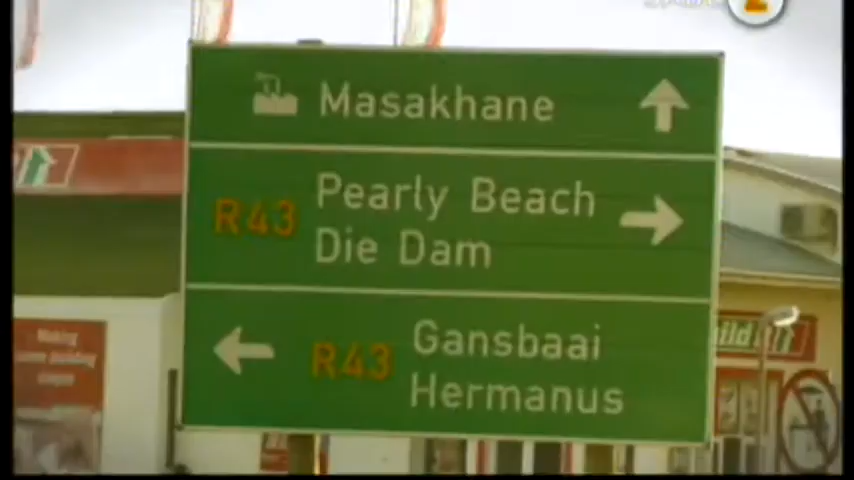 Masakhane
R43
Pearly Beach
Die Dam
R43
Gansbaai
Hermanus